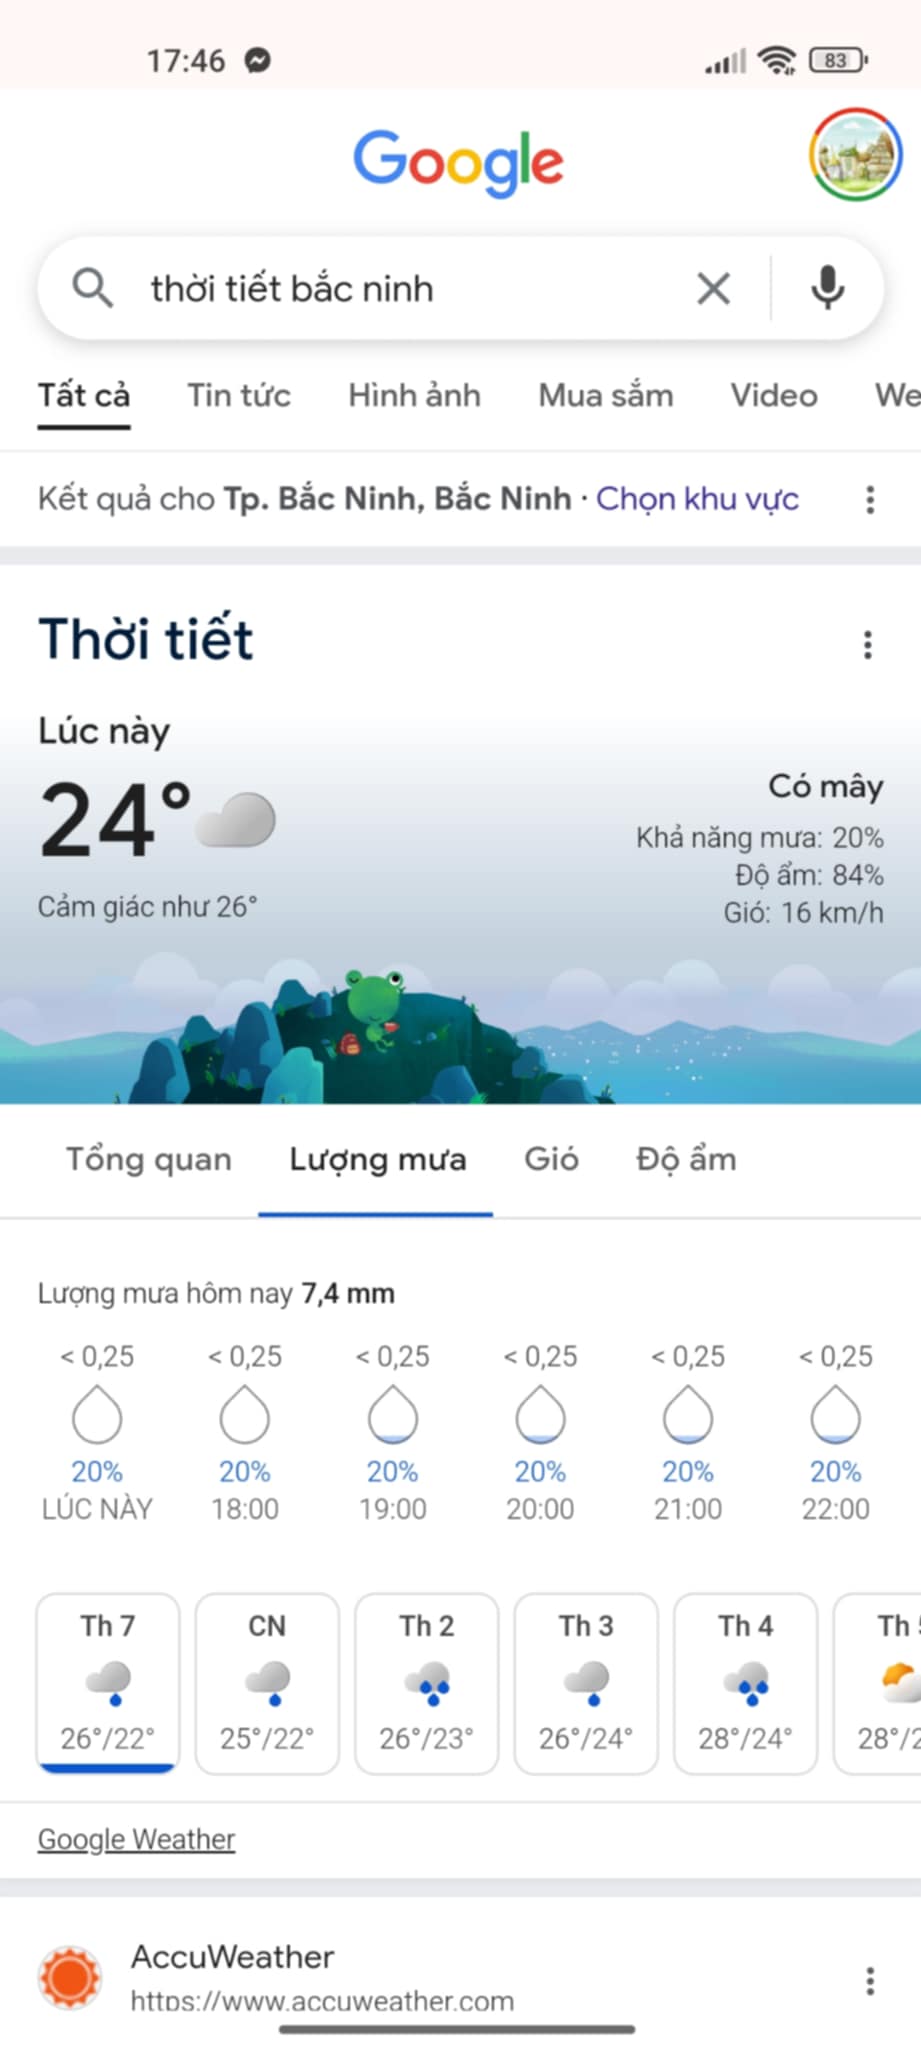 17:46
83
Google
thời tiết bắc ninh
Tất cả Tin tức Hình ảnh Mua sắm Video We
Kết quả cho Tp. Bắc Ninh, Bắc Ninh · Chọn khu vực
Thời tiết
Lúc này
24°
Cảm giác như 26°
Có mây
Khả năng mưa: 20%
Độ ẩm: 84%
Gió: 16 km/h
Tổng quan Lượng mưa Gió Độ ẩm
Lượng mưa hôm nay 7,4 mm
< 0,25 < 0,25 < 0,25 < 0,25 < 0,25 < 0,25
20% 20% 20% 20% 20% 20%
LÚC NÀY 18:00 19:00 20:00 21:00 22:00
Th 7 CN Th 2 Th 3 Th 4 Th
26°/22° 25°/22° 26°/23° 26°/24° 28°/24° 28°/2
Google Weather
AccuWeather
https://www.accuweather.com